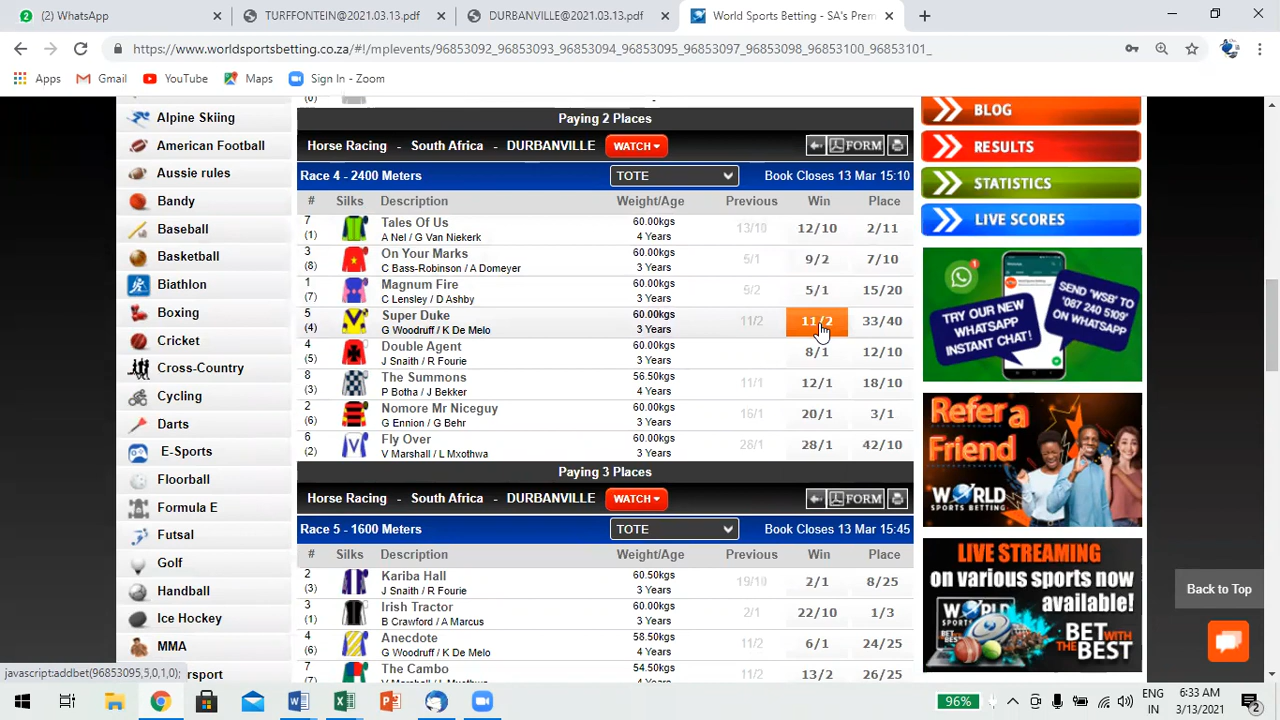 (2) WhatsApp
TURFFONTEIN@2021.03.13.pdf
DURBANVILLE@2021.03.13.pdf
World Sports Betting - SA's Prem
https://www.worldsportsbetting.co.za/#!/mplevents/96853092_96853093_96853094_96853095_96853097_96853098_96853100_96853101_
Apps Gmail YouTube Maps Sign In - Zoom
Alpine Skiing
American Football
Aussie rules
Bandy
Baseball
Basketball
Biathlon
Boxing
Cricket
Cross-Country
Cycling
Darts
E-Sports
Floorball
Formula E
Futsal
Golf
Handball
Ice Hockey
MMA
rsport
javascript:addbet(96853095,5,0,1,0);
(0)
Paying 2 Places
Horse Racing - South Africa - DURBANVILLE WATCH FORM
Race 4 - 2400 Meters TOTE Book Closes 13 Mar 15:10
# Silks Description Weight/Age Previous Win Place
7 Tales Of Us 60.00kgs 13/10 12/10 2/11
(1) A Nel / G Van Niekerk 4 Years
3 On Your Marks 60.00kgs 5/1 9/2 7/10
(8) C Bass-Robinson / A Domeyer 3 Years
1 Magnum Fire 60.00kgs 5/2 5/1 15/20
(7) C Lensley / D Ashby 3 Years
5 Super Duke 60.00kgs 11/2 11/2 33/40
(4) G Woodruff / K De Melo 3 Years
4 Double Agent 60.00kgs 8/1 12/10
(5) J Snaith / R Fourie 3 Years
8 The Summons 56.50kgs 11/1 12/1 18/10
(3) P Botha / J Bekker 4 Years
2 Nomore Mr Niceguy 60.00kgs 16/1 20/1 3/1
(6) G Ennion / G Behr 3 Years
6 Fly Over 60.00kgs 28/1 28/1 42/10
(2) V Marshall / L Mxothwa 3 Years
Paying 3 Places
Horse Racing - South Africa - DURBANVILLE WATCH FORM
Race 5 - 1600 Meters TOTE Book Closes 13 Mar 15:45
# Silks Description Weight/Age Previous Win Place
2 Kariba Hall 60.50kgs 19/10 2/1 8/25
(3) J Snaith / R Fourie 3 Years
3 Irish Tractor 60.00kgs 2/1 22/10 1/3
(1) B Crawford / A Marcus 3 Years
4 Anecdote 58.50kgs 11/2 6/1 24/25
(6) G Woodruff / K De Melo 3 Years
7 The Cambo 54.50kgs 11/2 13/2 26/25
BLOG
RESULTS
STATISTICS
LIVE SCORES
TRY OUR NEW
WHATSAPP
INSTANT CHAT!
SEND 'WSB' TO
'087 240 5109'
ON WHATSAPP
Refer a
Friend
WORLD
SPORTS BETTING
LIVE STREAMING
on various sports now
available!
WORLD
BET WITH
THE BEST
Back to Top
96%
ENG
IN
6:33 AM
3/13/2021
2